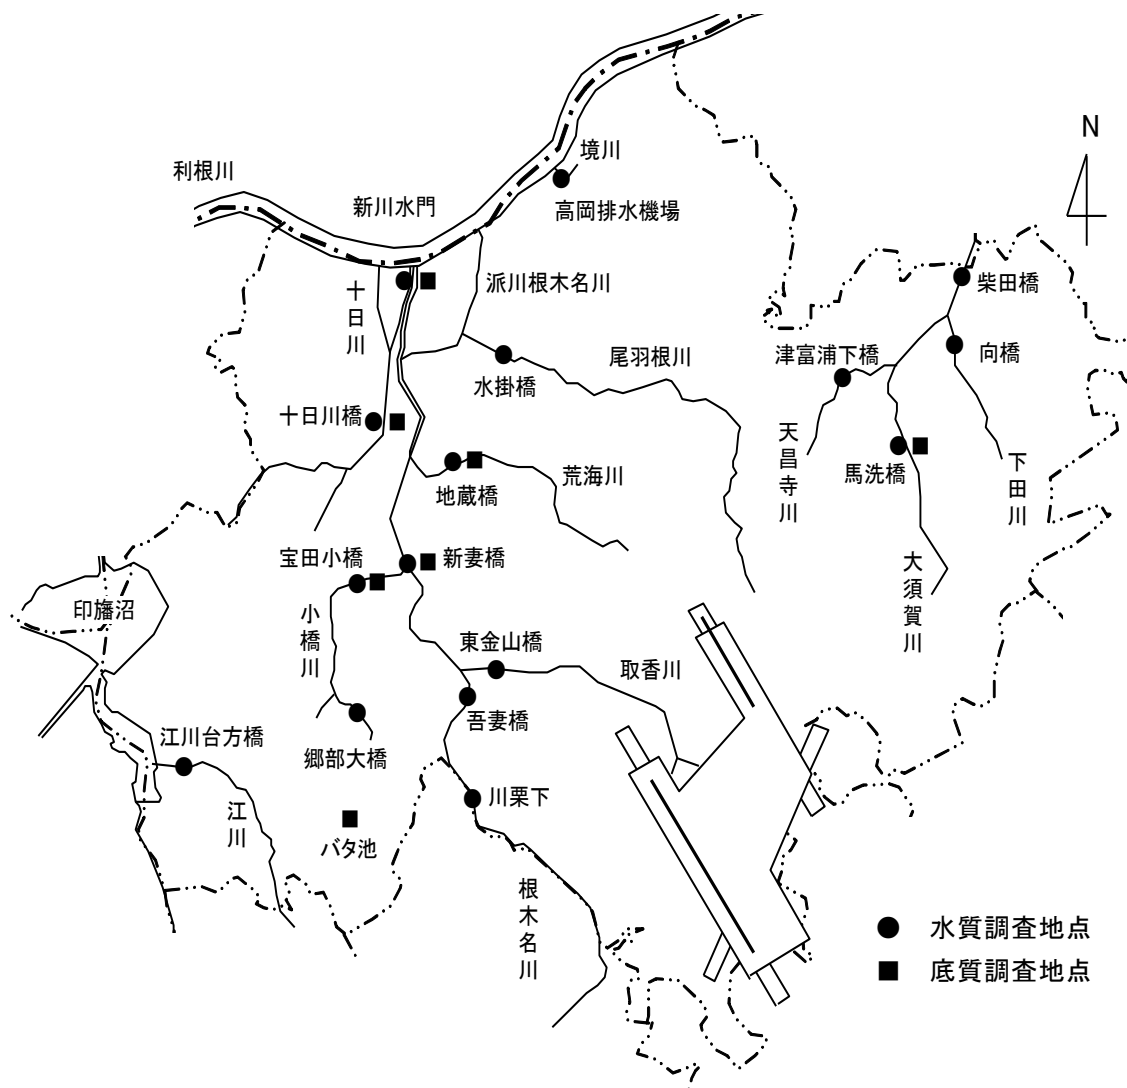 N
境川
利根川
新川水門
高岡排水機場
十日川
派川根木名川
柴田橋
尾羽根川
津富浦下橋
向橋
水掛橋
十日川橋
天昌寺川
馬洗橋
下田川
地蔵橋
荒海川
宝田小橋
新妻橋
大須賀川
印旛沼
小橋川
東金山橋
取香川
吾妻橋
江川台方橋
郷部大橋
川栗下
江川
バタ池
根木名川
水質調査地点
底質調査地点